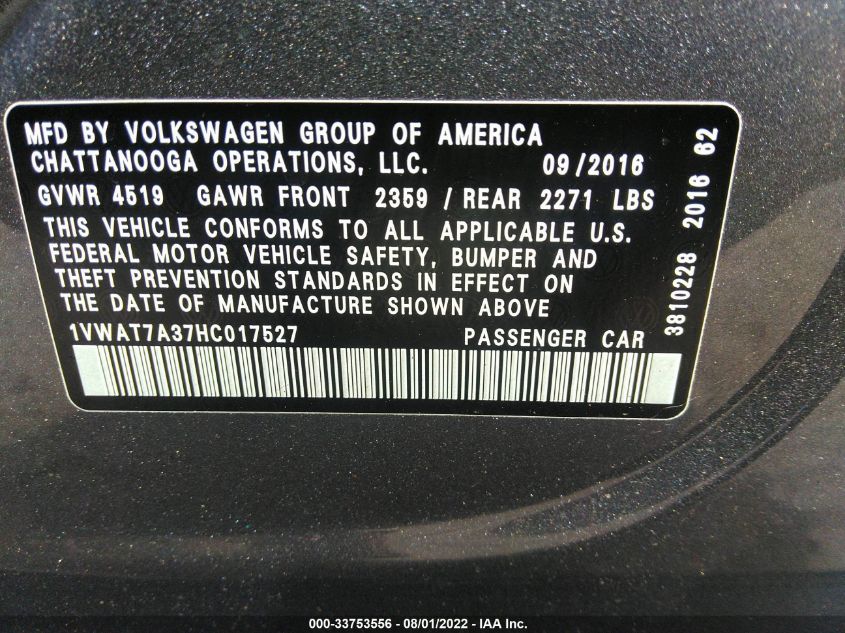 MFD BY VOLKSWAGEN GROUP OF AMERICA
CHATTANOOGA OPERATIONS, LLC. 09/2016
GVWR 4519 GAWR FRONT 2359 / REAR 2271 LBS
THIS VEHICLE CONFORMS TO ALL APPLICABLE U.S.
FEDERAL MOTOR VEHICLE SAFETY, BUMPER AND
THEFT PREVENTION STANDARDS IN EFFECT ON
THE DATE OF MANUFACTURE SHOWN ABOVE
1VWAT7A37HC017527 PASSENGER CAR
3810228 2016 62
000-33753556 - 08/01/2022 - IAA Inc.